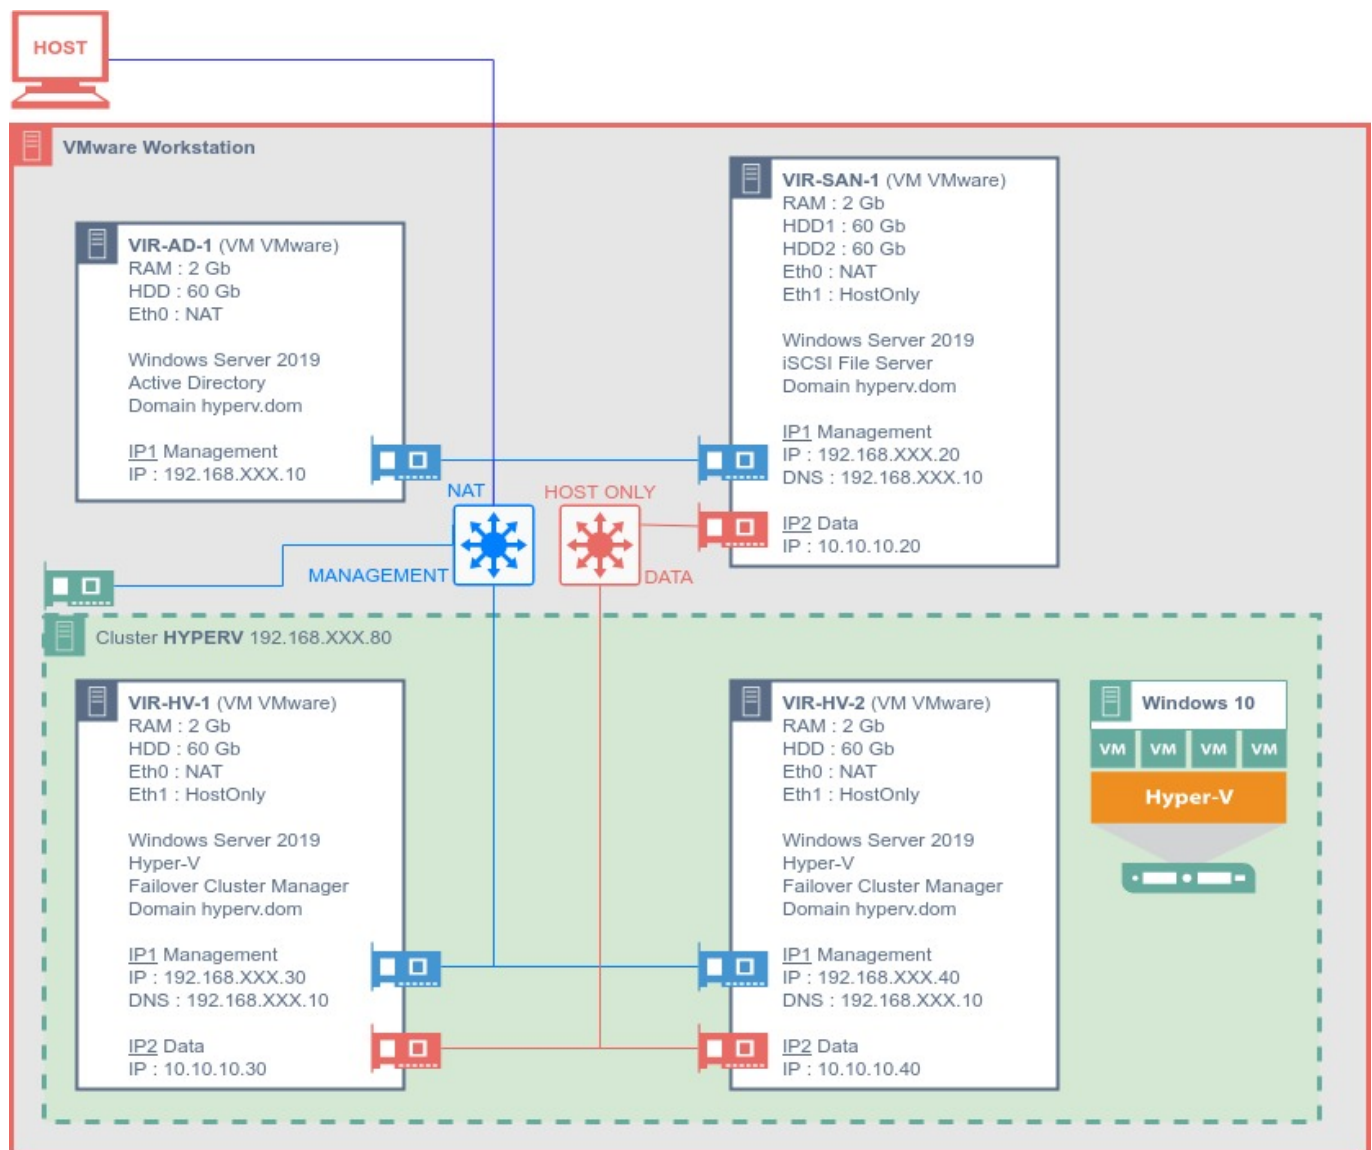 HOST
VMware Workstation
VIR-AD-1 (VM VMware)
RAM : 2 Gb
HDD : 60 Gb
Eth0 : NAT
Windows Server 2019
Active Directory
Domain hyperv.dom
IP1 Management
IP : 192.168.XXX.10
VIR-SAN-1 (VM VMware)
RAM : 2 Gb
HDD1 : 60 Gb
HDD2 : 60 Gb
Eth0 : NAT
Eth1 : HostOnly
Windows Server 2019
iSCSI File Server
Domain hyperv.dom
IP1 Management
IP : 192.168.XXX.20
DNS : 192.168.XXX.10
IP2 Data
IP : 10.10.10.20
NAT
MANAGEMENT
HOST ONLY
DATA
Cluster HYPERV 192.168.XXX.80
VIR-HV-1 (VM VMware)
RAM : 2 Gb
HDD : 60 Gb
Eth0 : NAT
Eth1 : HostOnly
Windows Server 2019
Hyper-V
Failover Cluster Manager
Domain hyperv.dom
IP1 Management
IP : 192.168.XXX.30
DNS : 192.168.XXX.10
IP2 Data
IP : 10.10.10.30
VIR-HV-2 (VM VMware)
RAM : 2 Gb
HDD : 60 Gb
Eth0 : NAT
Eth1 : HostOnly
Windows Server 2019
Hyper-V
Failover Cluster Manager
Domain hyperv.dom
IP1 Management
IP : 192.168.XXX.40
DNS : 192.168.XXX.10
IP2 Data
IP : 10.10.10.40
Windows 10
VM VM VM VM
Hyper-V